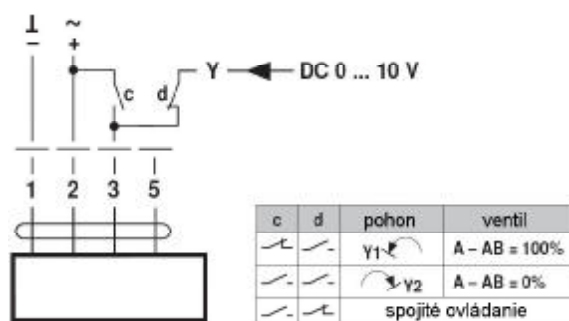 ⊥ ~
− +
Y DC 0 ... 10 V
c d
1 2 3 5
c d pohon ventil
Y1 A – AB = 100%
Y2 A – AB = 0%
spojité ovládanie